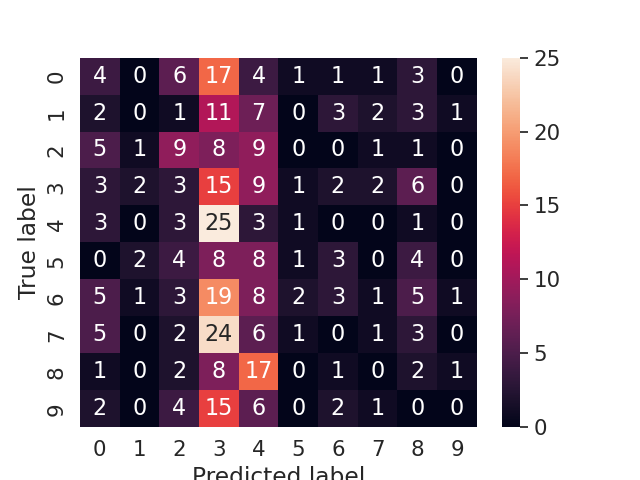 0 4 0 6 17 4 1 1 1 3 0
1 2 0 1 11 7 0 3 2 3 1
2 5 1 9 8 9 0 0 1 1 0
3 3 2 3 15 9 1 2 2 6 0
4 3 0 3 25 3 1 0 0 1 0
5 0 2 4 8 8 1 3 0 4 0
6 5 1 3 19 8 2 3 1 5 1
7 5 0 2 24 6 1 0 1 3 0
8 1 0 2 8 17 0 1 0 2 1
9 2 0 4 15 6 0 2 1 0 0
0 1 2 3 4 5 6 7 8 9
Predicted label
True label
25
20
15
10
5
0